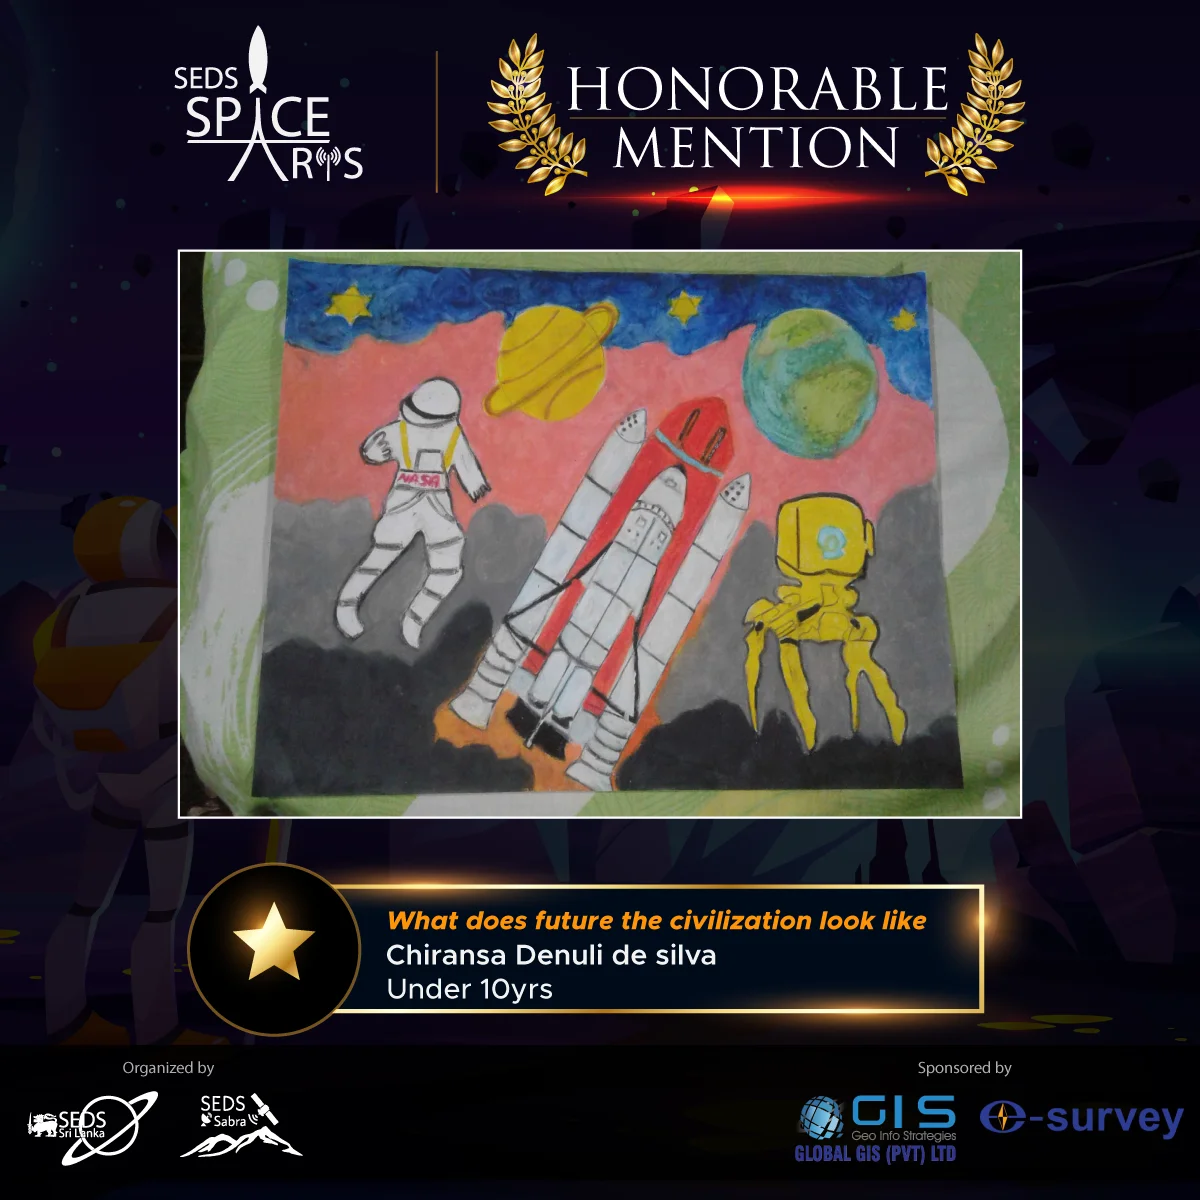 SEDS
SPACE
ARTS
HONORABLE
MENTION
NASA
What does future the civilization look like
Chiransa Denuli de silva
Under 10yrs
Organized by
Sponsored by
SEDS
Sri Lanka
SEDS
Sabra
GIS
Geo Info Strategies
GLOBAL GIS (PVT) LTD
e-survey